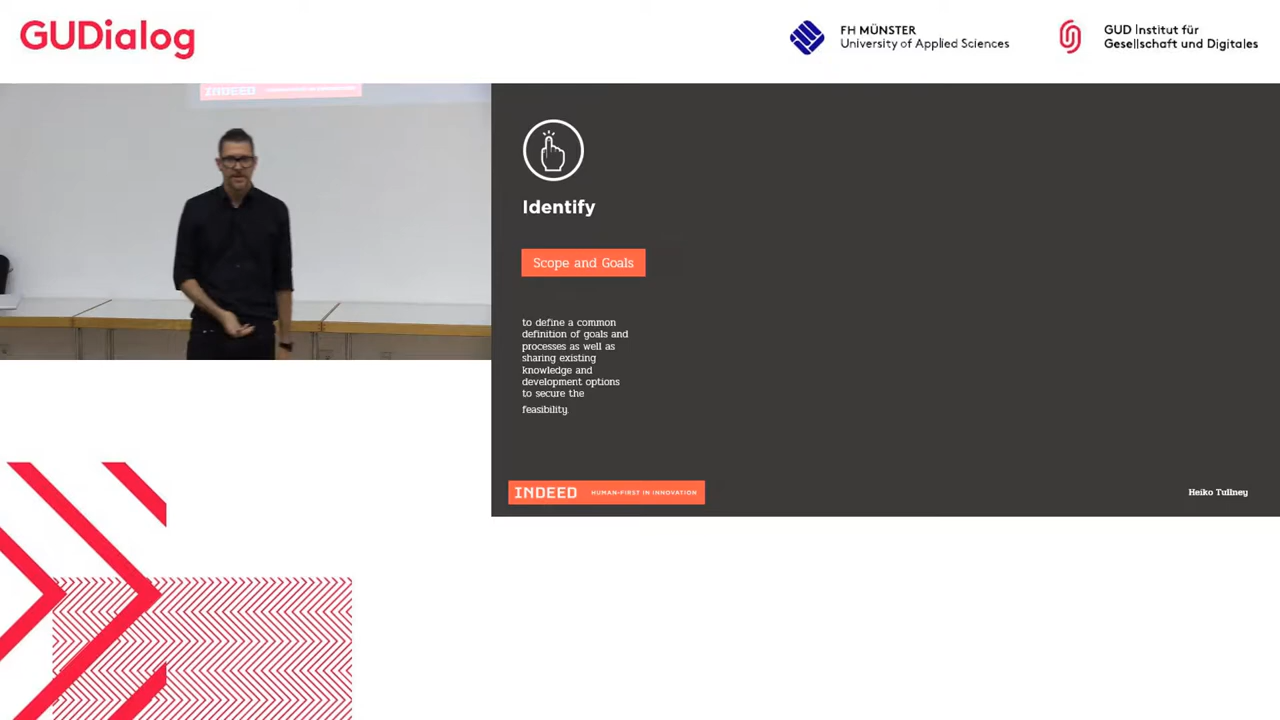 GUDialog
FH MÜNSTER
University of Applied Sciences
GUD Institut für
Gesellschaft und Digitales
INDEED
Identify
Scope and Goals
to define a common
definition of goals and
processes as well as
sharing existing
knowledge and
development options
to secure the
feasibility.
INDEED HUMAN-FIRST IN INNOVATION
Heiko Tullney